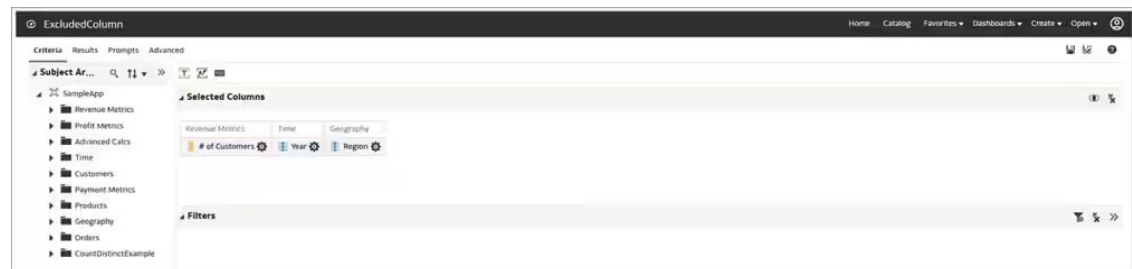 ExcludedColumn
Home Catalog Favorites Dashboards Create Open
Criteria Results Prompts Advanced
Subject Ar...
SampleApp
Revenue Metrics
Profit Metrics
Advanced Calcs
Time
Customers
Payment Metrics
Products
Geography
Orders
CountDistinctExample
Selected Columns
Revenue Metrics Time Geography
# of Customers Year Region
Filters